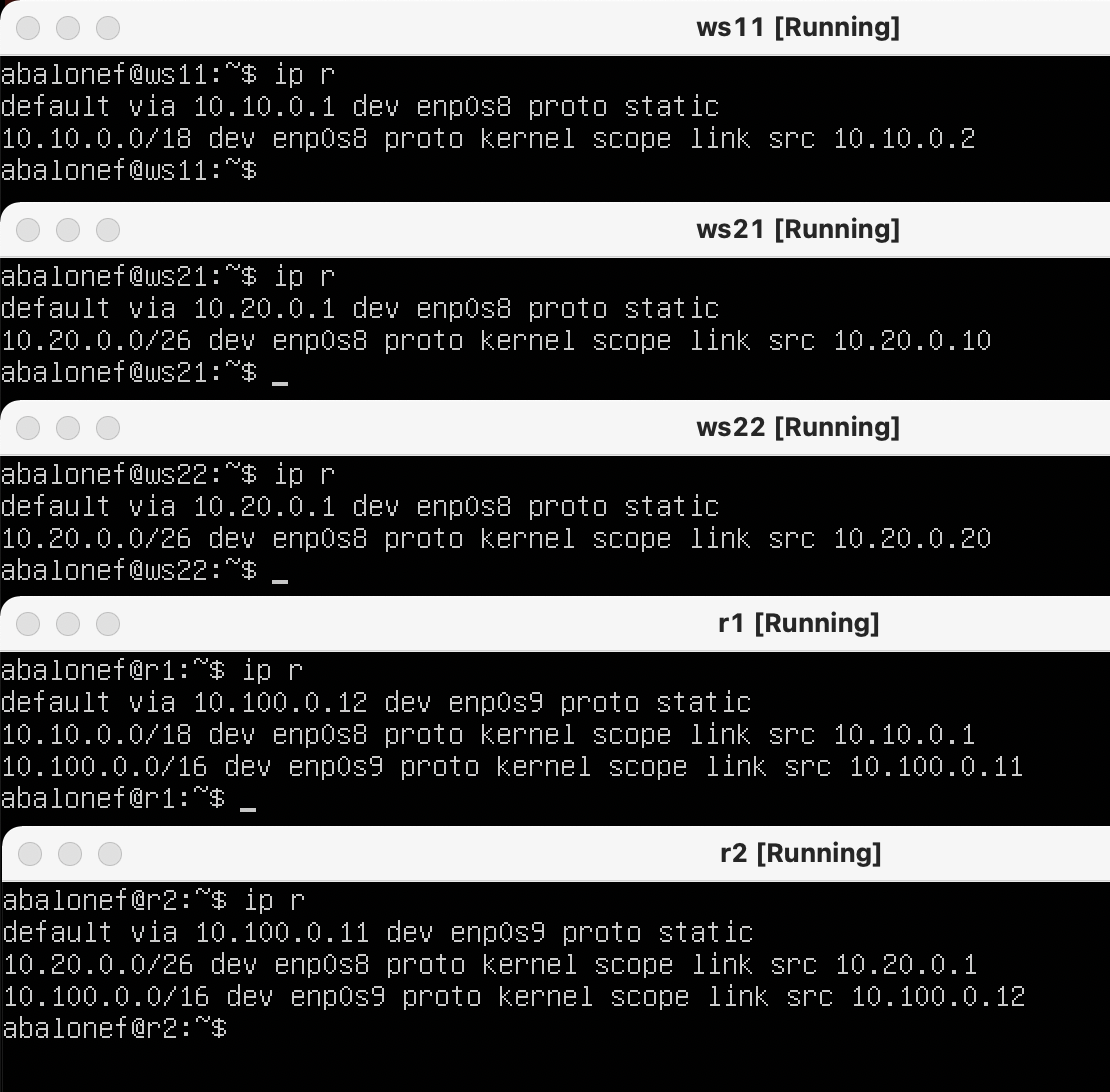 ws11 [Running]
abalonef@ws11:~$ ip r
default via 10.10.0.1 dev enp0s8 proto static
10.10.0.0/18 dev enp0s8 proto kernel scope link src 10.10.0.2
abalonef@ws11:~$
ws21 [Running]
abalonef@ws21:~$ ip r
default via 10.20.0.1 dev enp0s8 proto static
10.20.0.0/26 dev enp0s8 proto kernel scope link src 10.20.0.10
abalonef@ws21:~$ _
ws22 [Running]
abalonef@ws22:~$ ip r
default via 10.20.0.1 dev enp0s8 proto static
10.20.0.0/26 dev enp0s8 proto kernel scope link src 10.20.0.20
abalonef@ws22:~$ _
r1 [Running]
abalonef@r1:~$ ip r
default via 10.100.0.12 dev enp0s9 proto static
10.10.0.0/18 dev enp0s8 proto kernel scope link src 10.10.0.1
10.100.0.0/16 dev enp0s9 proto kernel scope link src 10.100.0.11
abalonef@r1:~$ _
r2 [Running]
abalonef@r2:~$ ip r
default via 10.100.0.11 dev enp0s9 proto static
10.20.0.0/26 dev enp0s8 proto kernel scope link src 10.20.0.1
10.100.0.0/16 dev enp0s9 proto kernel scope link src 10.100.0.12
abalonef@r2:~$